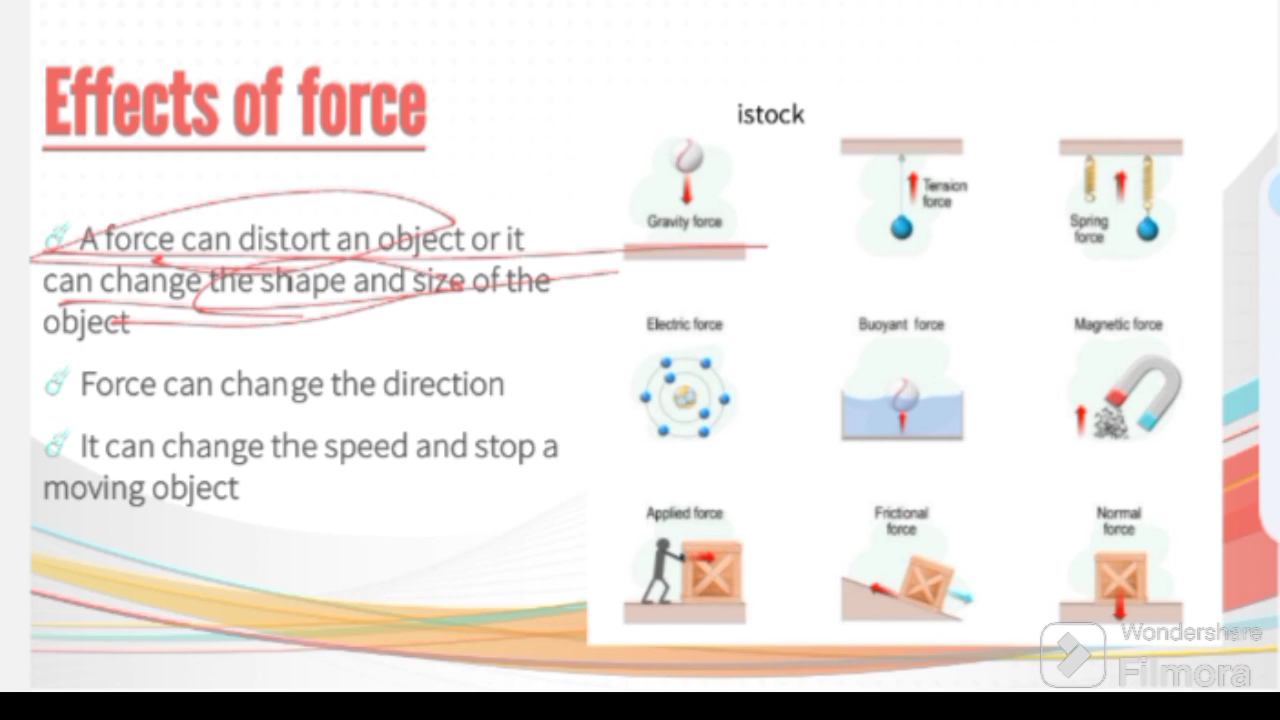 Effects of force
istock
A force can distort an object or it
can change the shape and size of the
object
Force can change the direction
It can change the speed and stop a
moving object
Gravity force
Tension
force
Spring
force
Electric force
Buoyant force
Magnetic force
Applied force
Frictional
force
Normal
force
Wondershare
Filmora